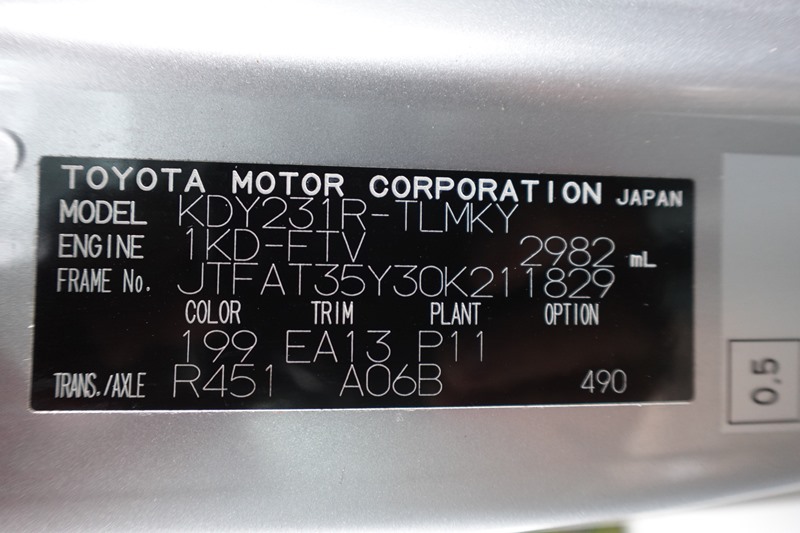 TOYOTA MOTOR CORPORATION JAPAN
MODEL KDY231R-TLMKY
ENGINE 1KD-FTV 2982 mL
FRAME No. JTFAT35Y30K211829
COLOR TRIM PLANT OPTION
199 EA13 P11
TRANS./AXLE R451 A06B 490
0,5